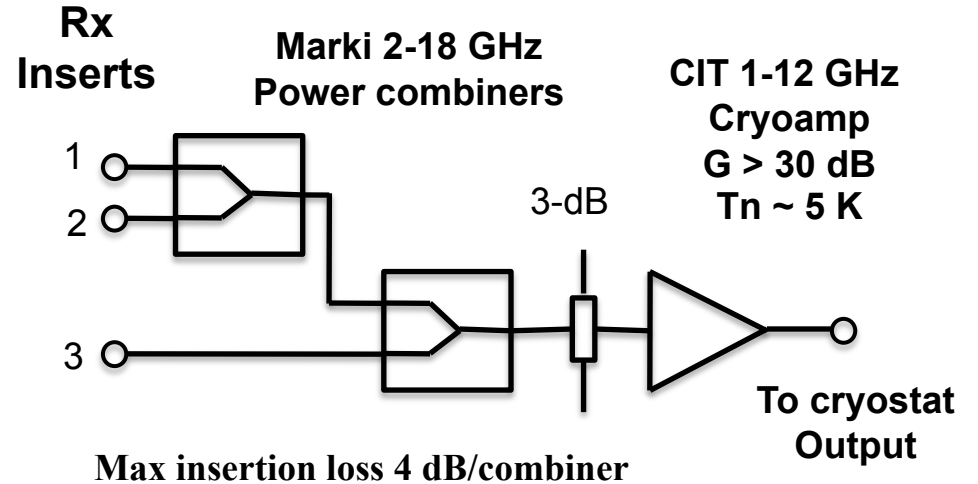 Rx
Inserts
Marki 2-18 GHz
Power combiners
CIT 1-12 GHz
Cryoamp
G > 30 dB
Tn ~ 5 K
1
2
3-dB
3
To cryostat
Output
Max insertion loss 4 dB/combiner